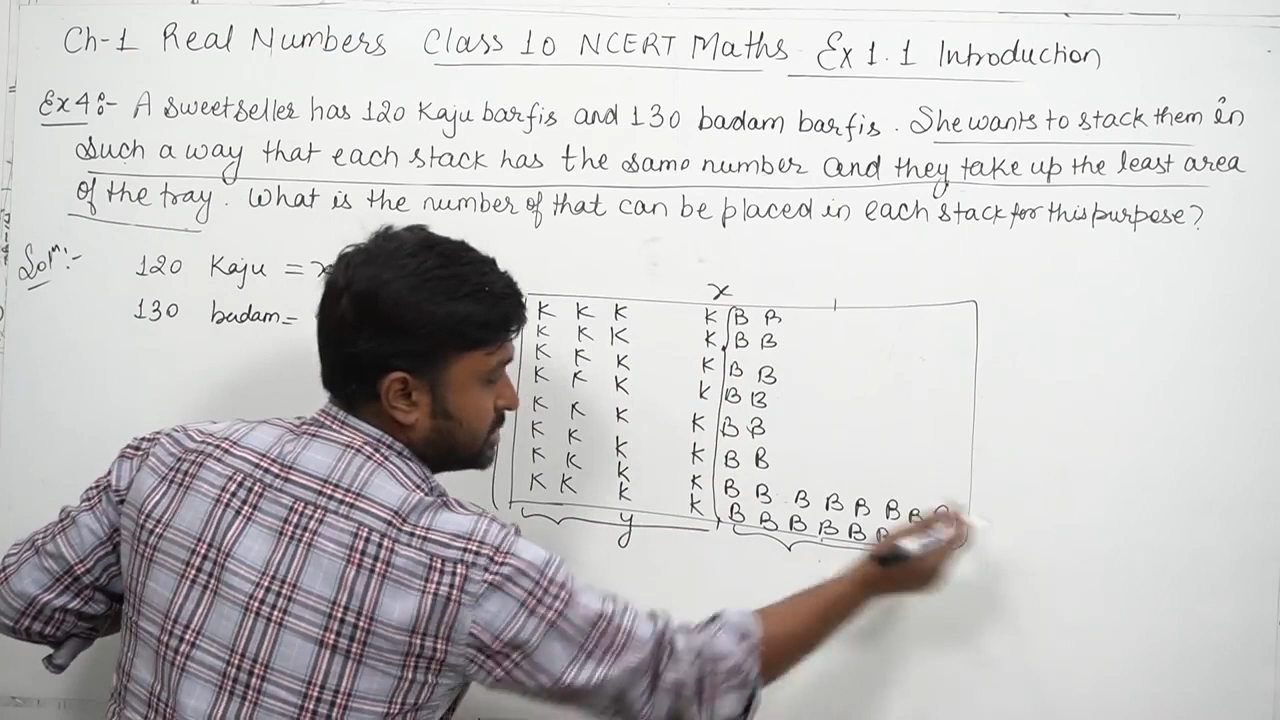 Ch-1 Real Numbers Class 10 NCERT Maths Ex 1.1 Introduction
Ex4:- A sweetseller has 120 Kaju barfis and 130 badam barfis. She wants to stack them in
such a way that each stack has the same number and they take up the least area
of the tray. What is the number of that can be placed in each stack for this purpose?
Solⁿ:- 120 Kaju = x
130 badam =
x
K K K K B B
K K K K B B
K K K K B B
K K K K B B
K K K K B B
K K K K B B
K K K K B B B B B B B
K K K K B B B B B
y